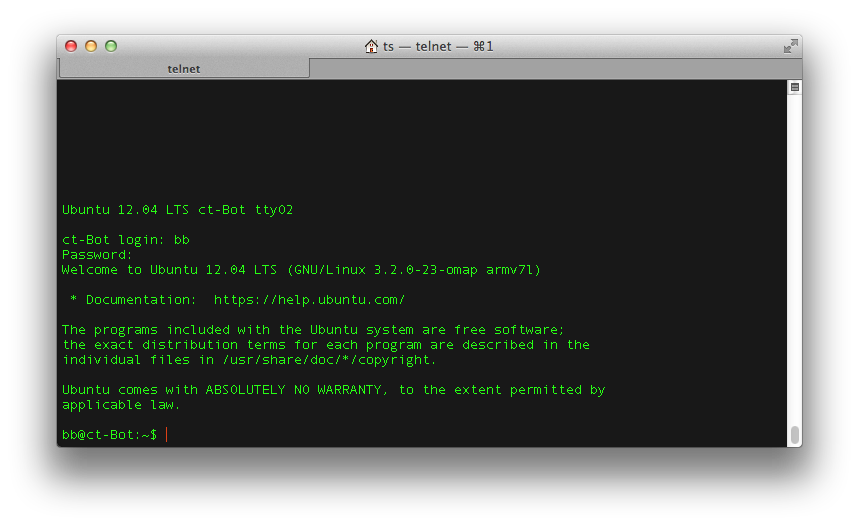 ts — telnet — ⌘1
telnet
Ubuntu 12.04 LTS ct-Bot tty02
ct-Bot login: bb
Password:
Welcome to Ubuntu 12.04 LTS (GNU/Linux 3.2.0-23-omap armv7l)
* Documentation:  https://help.ubuntu.com/
The programs included with the Ubuntu system are free software;
the exact distribution terms for each program are described in the
individual files in /usr/share/doc/*/copyright.
Ubuntu comes with ABSOLUTELY NO WARRANTY, to the extent permitted by
applicable law.
bb@ct-Bot:~$